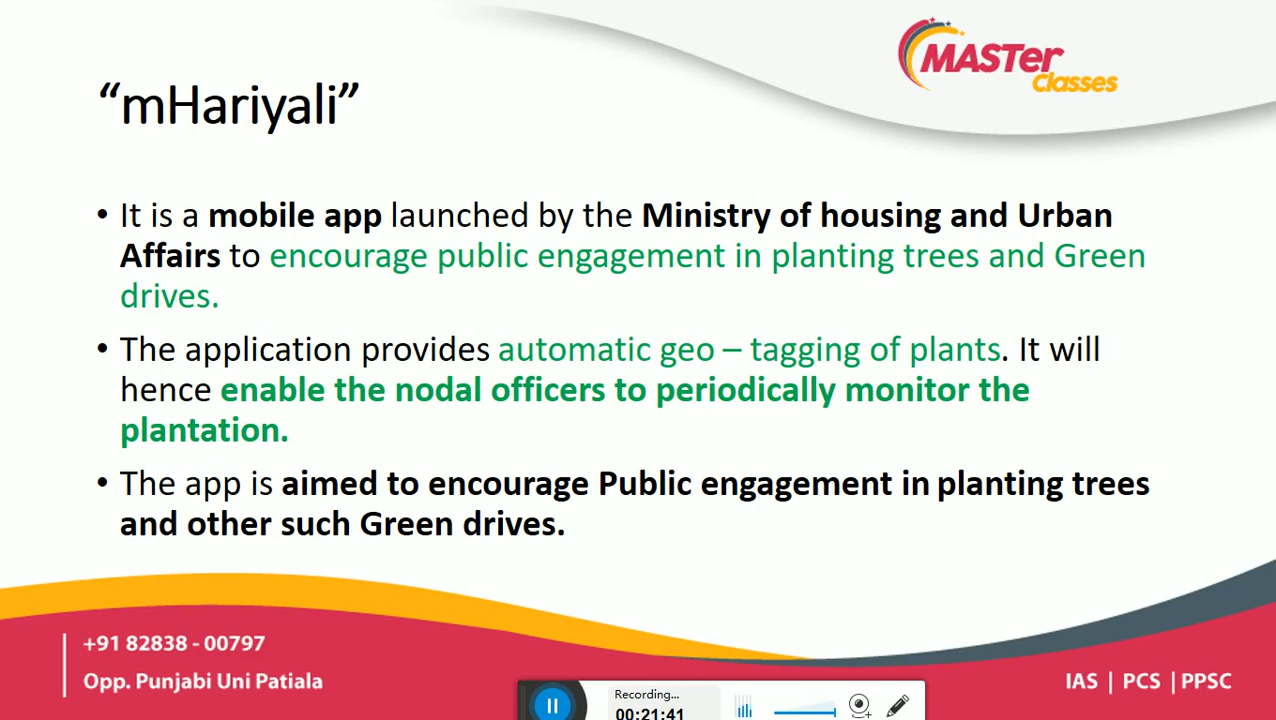 MASTer
Classes
“mHariyali”
• It is a mobile app launched by the Ministry of housing and Urban
Affairs to encourage public engagement in planting trees and Green
drives.
• The application provides automatic geo – tagging of plants. It will
hence enable the nodal officers to periodically monitor the
plantation.
• The app is aimed to encourage Public engagement in planting trees
and other such Green drives.
+91 82838 - 00797
Opp. Punjabi Uni Patiala
IAS | PCS | PPSC
Recording...
00:21:41